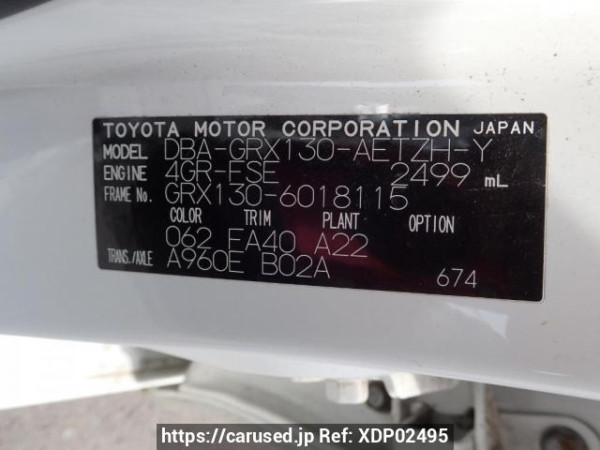 TOYOTA MOTOR CORPORATION JAPAN
MODEL DBA-GRX130-AETZH-Y
ENGINE 4GR-FSE 2499 mL
FRAME No. GRX130-6018115
COLOR TRIM PLANT OPTION
062 FA40 A22
TRANS./AXLE A960E B02A
674
https://carused.jp Ref: XDP02495